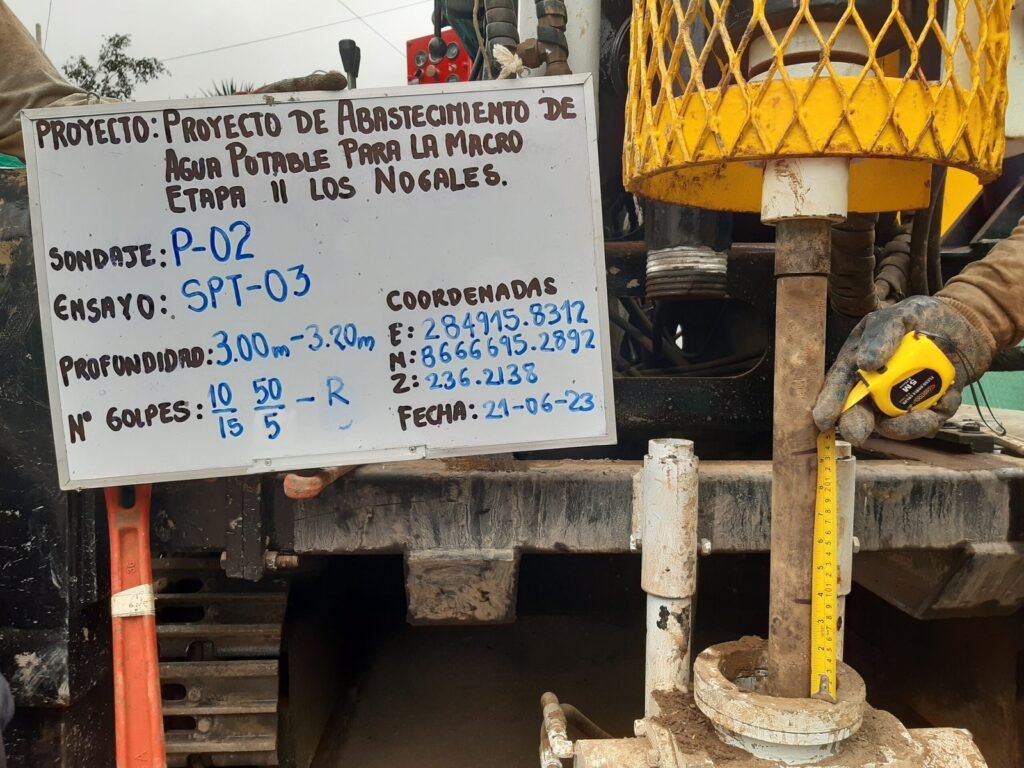 PROYECTO: PROYECTO DE ABASTECIMIENTO DE
AGUA POTABLE PARA LA MACRO
ETAPA II LOS NOGALES.
SONDAJE: P-02
ENSAYO: SPT-03
PROFUNDIDAD: 3.00m - 3.20m
N° GOLPES: 10/15 50/5 - R
COORDENADAS
E: 284915.8312
N: 8666695.2892
Z: 236.2138
FECHA: 21-06-23
5M